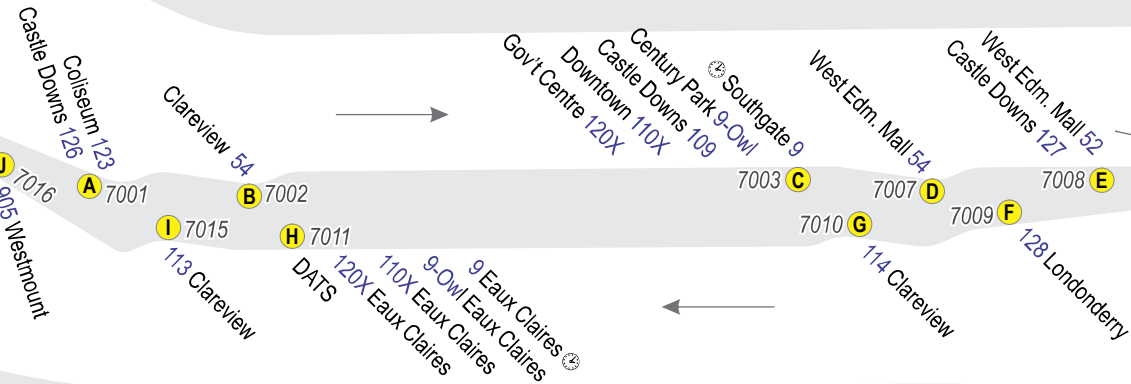 Castle Downs 126
Coliseum 123
Clareview 54
Gov't Centre 120X
Downtown 110X
Castle Downs 109
Century Park 9-Owl
Southgate 9
West Edm. Mall 54
Castle Downs 127
West Edm. Mall 52
J 7016
A 7001
B 7002
7003 C
7007 D
7008 E
I 7015
H 7011
7010 G
7009 F
905 Westmount
113 Clareview
DATS
120X Eaux Claires
110X Eaux Claires
9-Owl Eaux Claires
9 Eaux Claires
114 Clareview
128 Londonderry